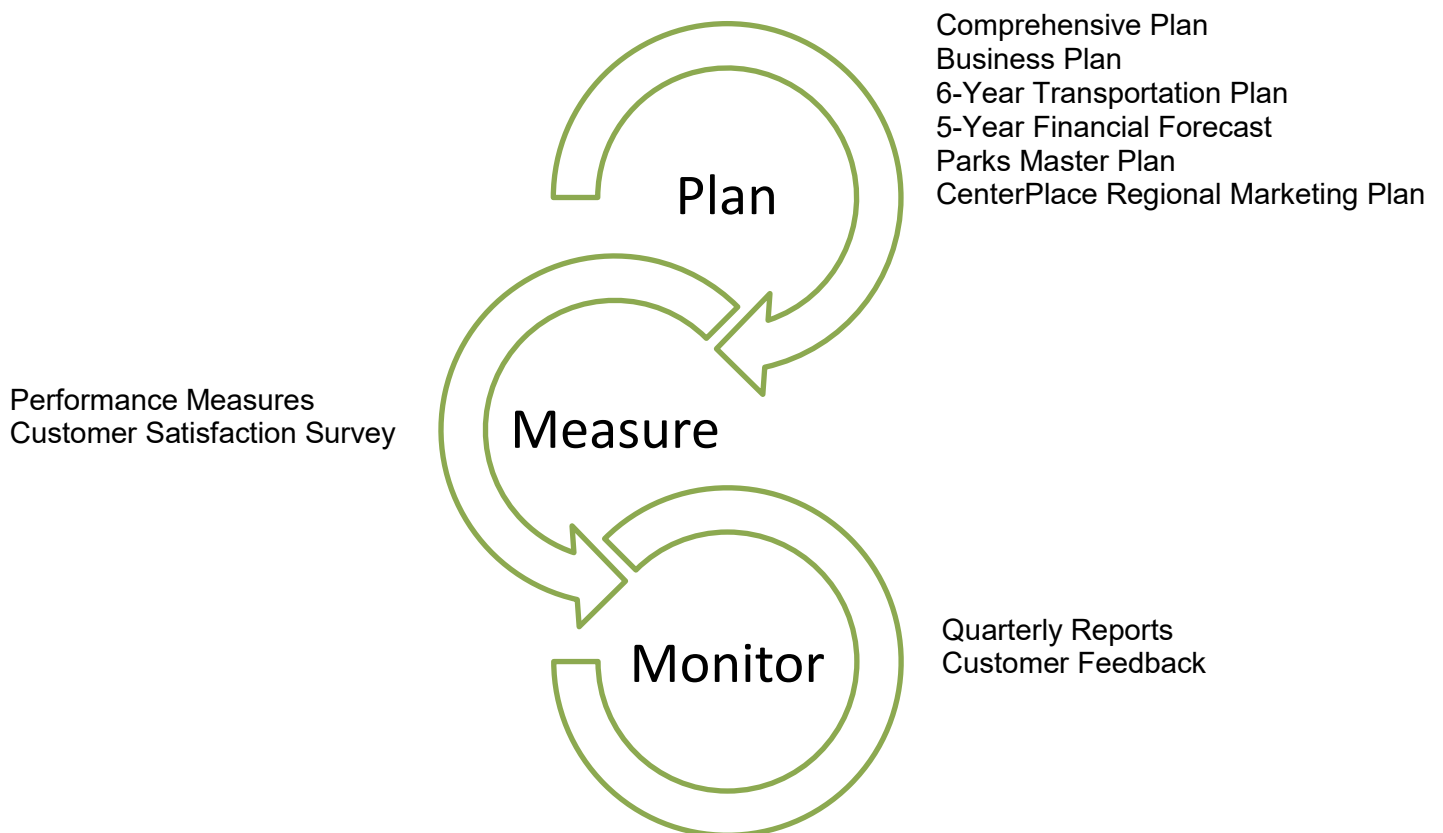 Comprehensive Plan
Business Plan
6-Year Transportation Plan
5-Year Financial Forecast
Parks Master Plan
CenterPlace Regional Marketing Plan
Plan
Performance Measures
Customer Satisfaction Survey
Measure
Monitor
Quarterly Reports
Customer Feedback